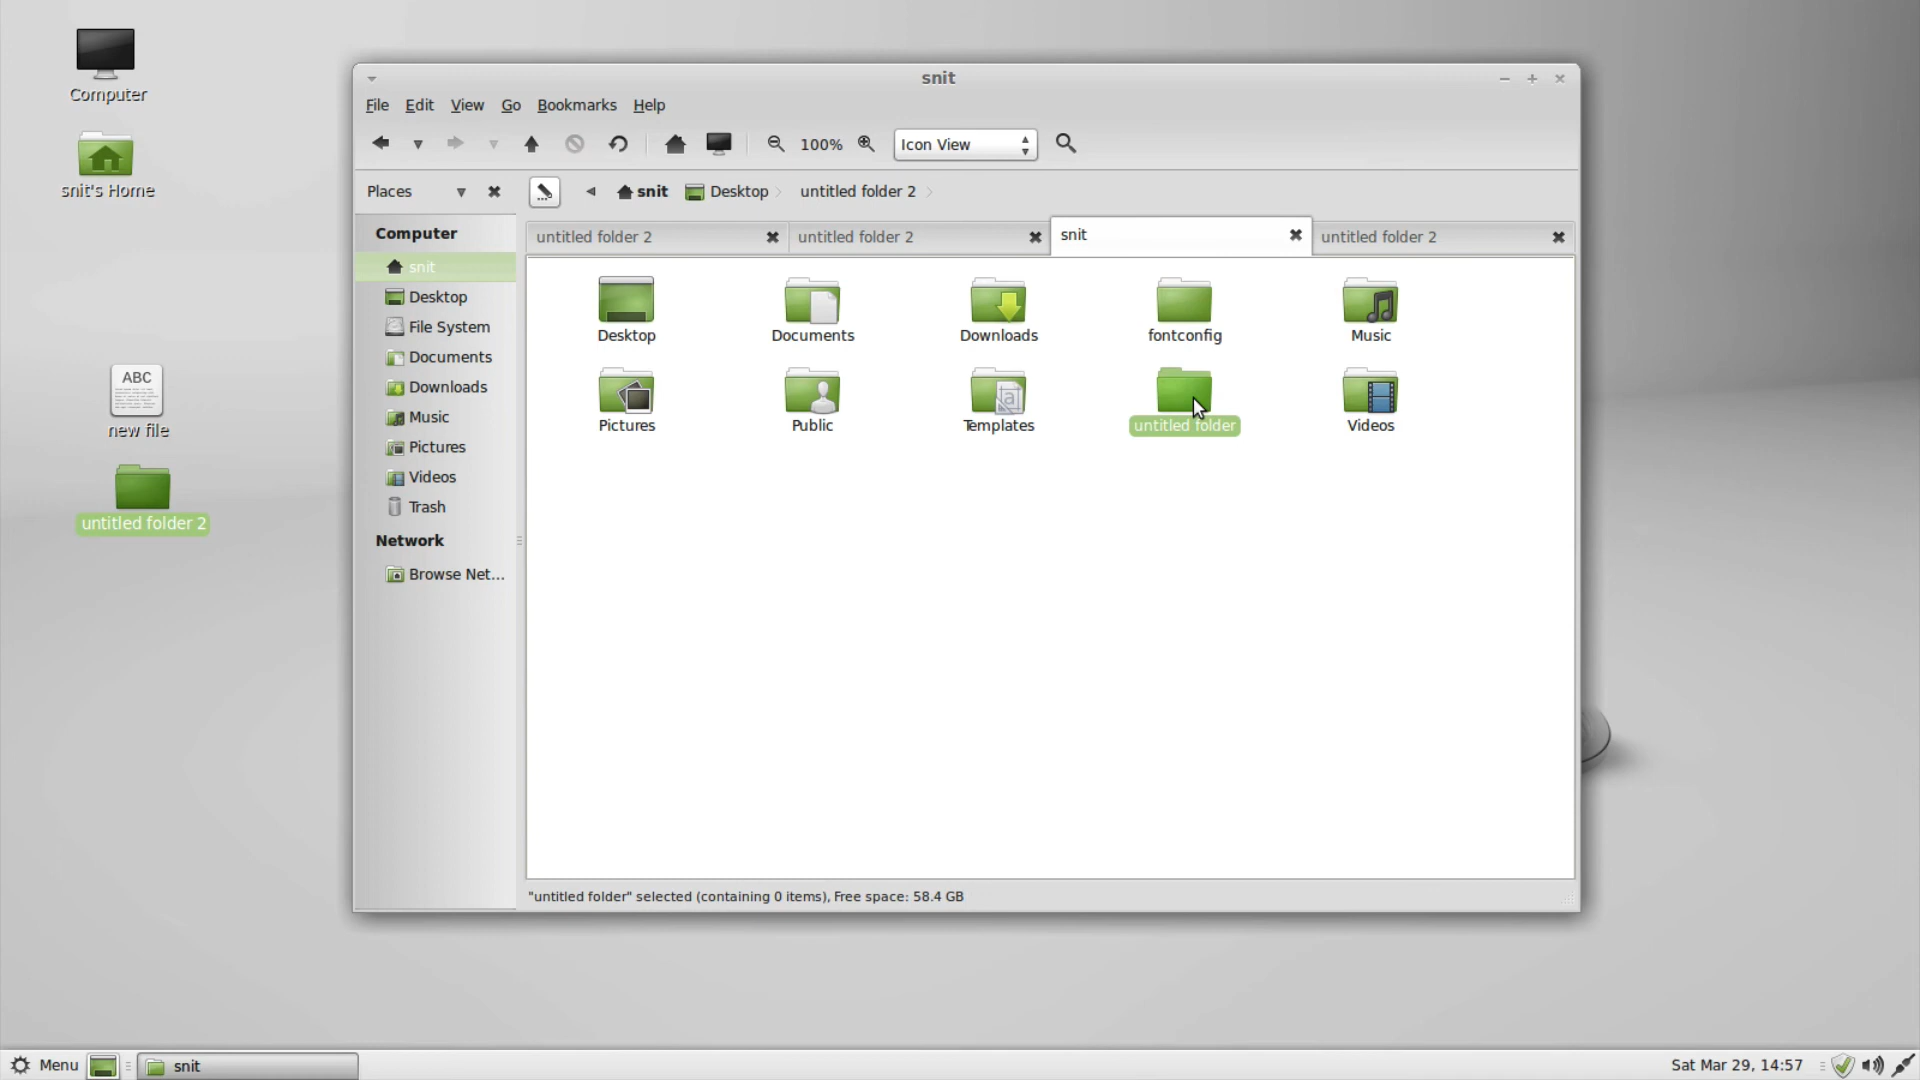 Computer
snit's Home
ABC
new file
untitled folder 2
snit
File Edit View Go Bookmarks Help
100% Icon View
Places snit Desktop untitled folder 2
untitled folder 2 untitled folder 2 snit untitled folder 2
Computer
snit
Desktop
File System
Documents
Downloads
Music
Pictures
Videos
Trash
Network
Browse Net...
Desktop Documents Downloads fontconfig Music
a
Pictures Public Templates untitled folder Videos
"untitled folder" selected (containing 0 items), Free space: 58.4 GB
Menu snit Sat Mar 29, 14:57